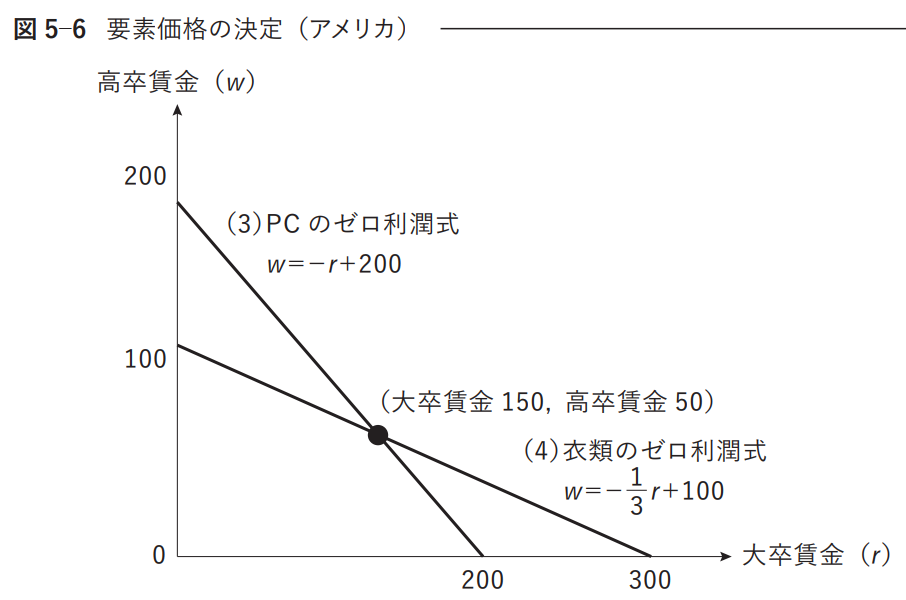 図 5-6 要素価格の決定（アメリカ）
高卒賃金（w）
200
(3)PC のゼロ利潤式
w=−r+200
100
（大卒賃金 150，高卒賃金 50）
(4)衣類のゼロ利潤式
w=−1/3 r+100
0
大卒賃金（r）
200 300